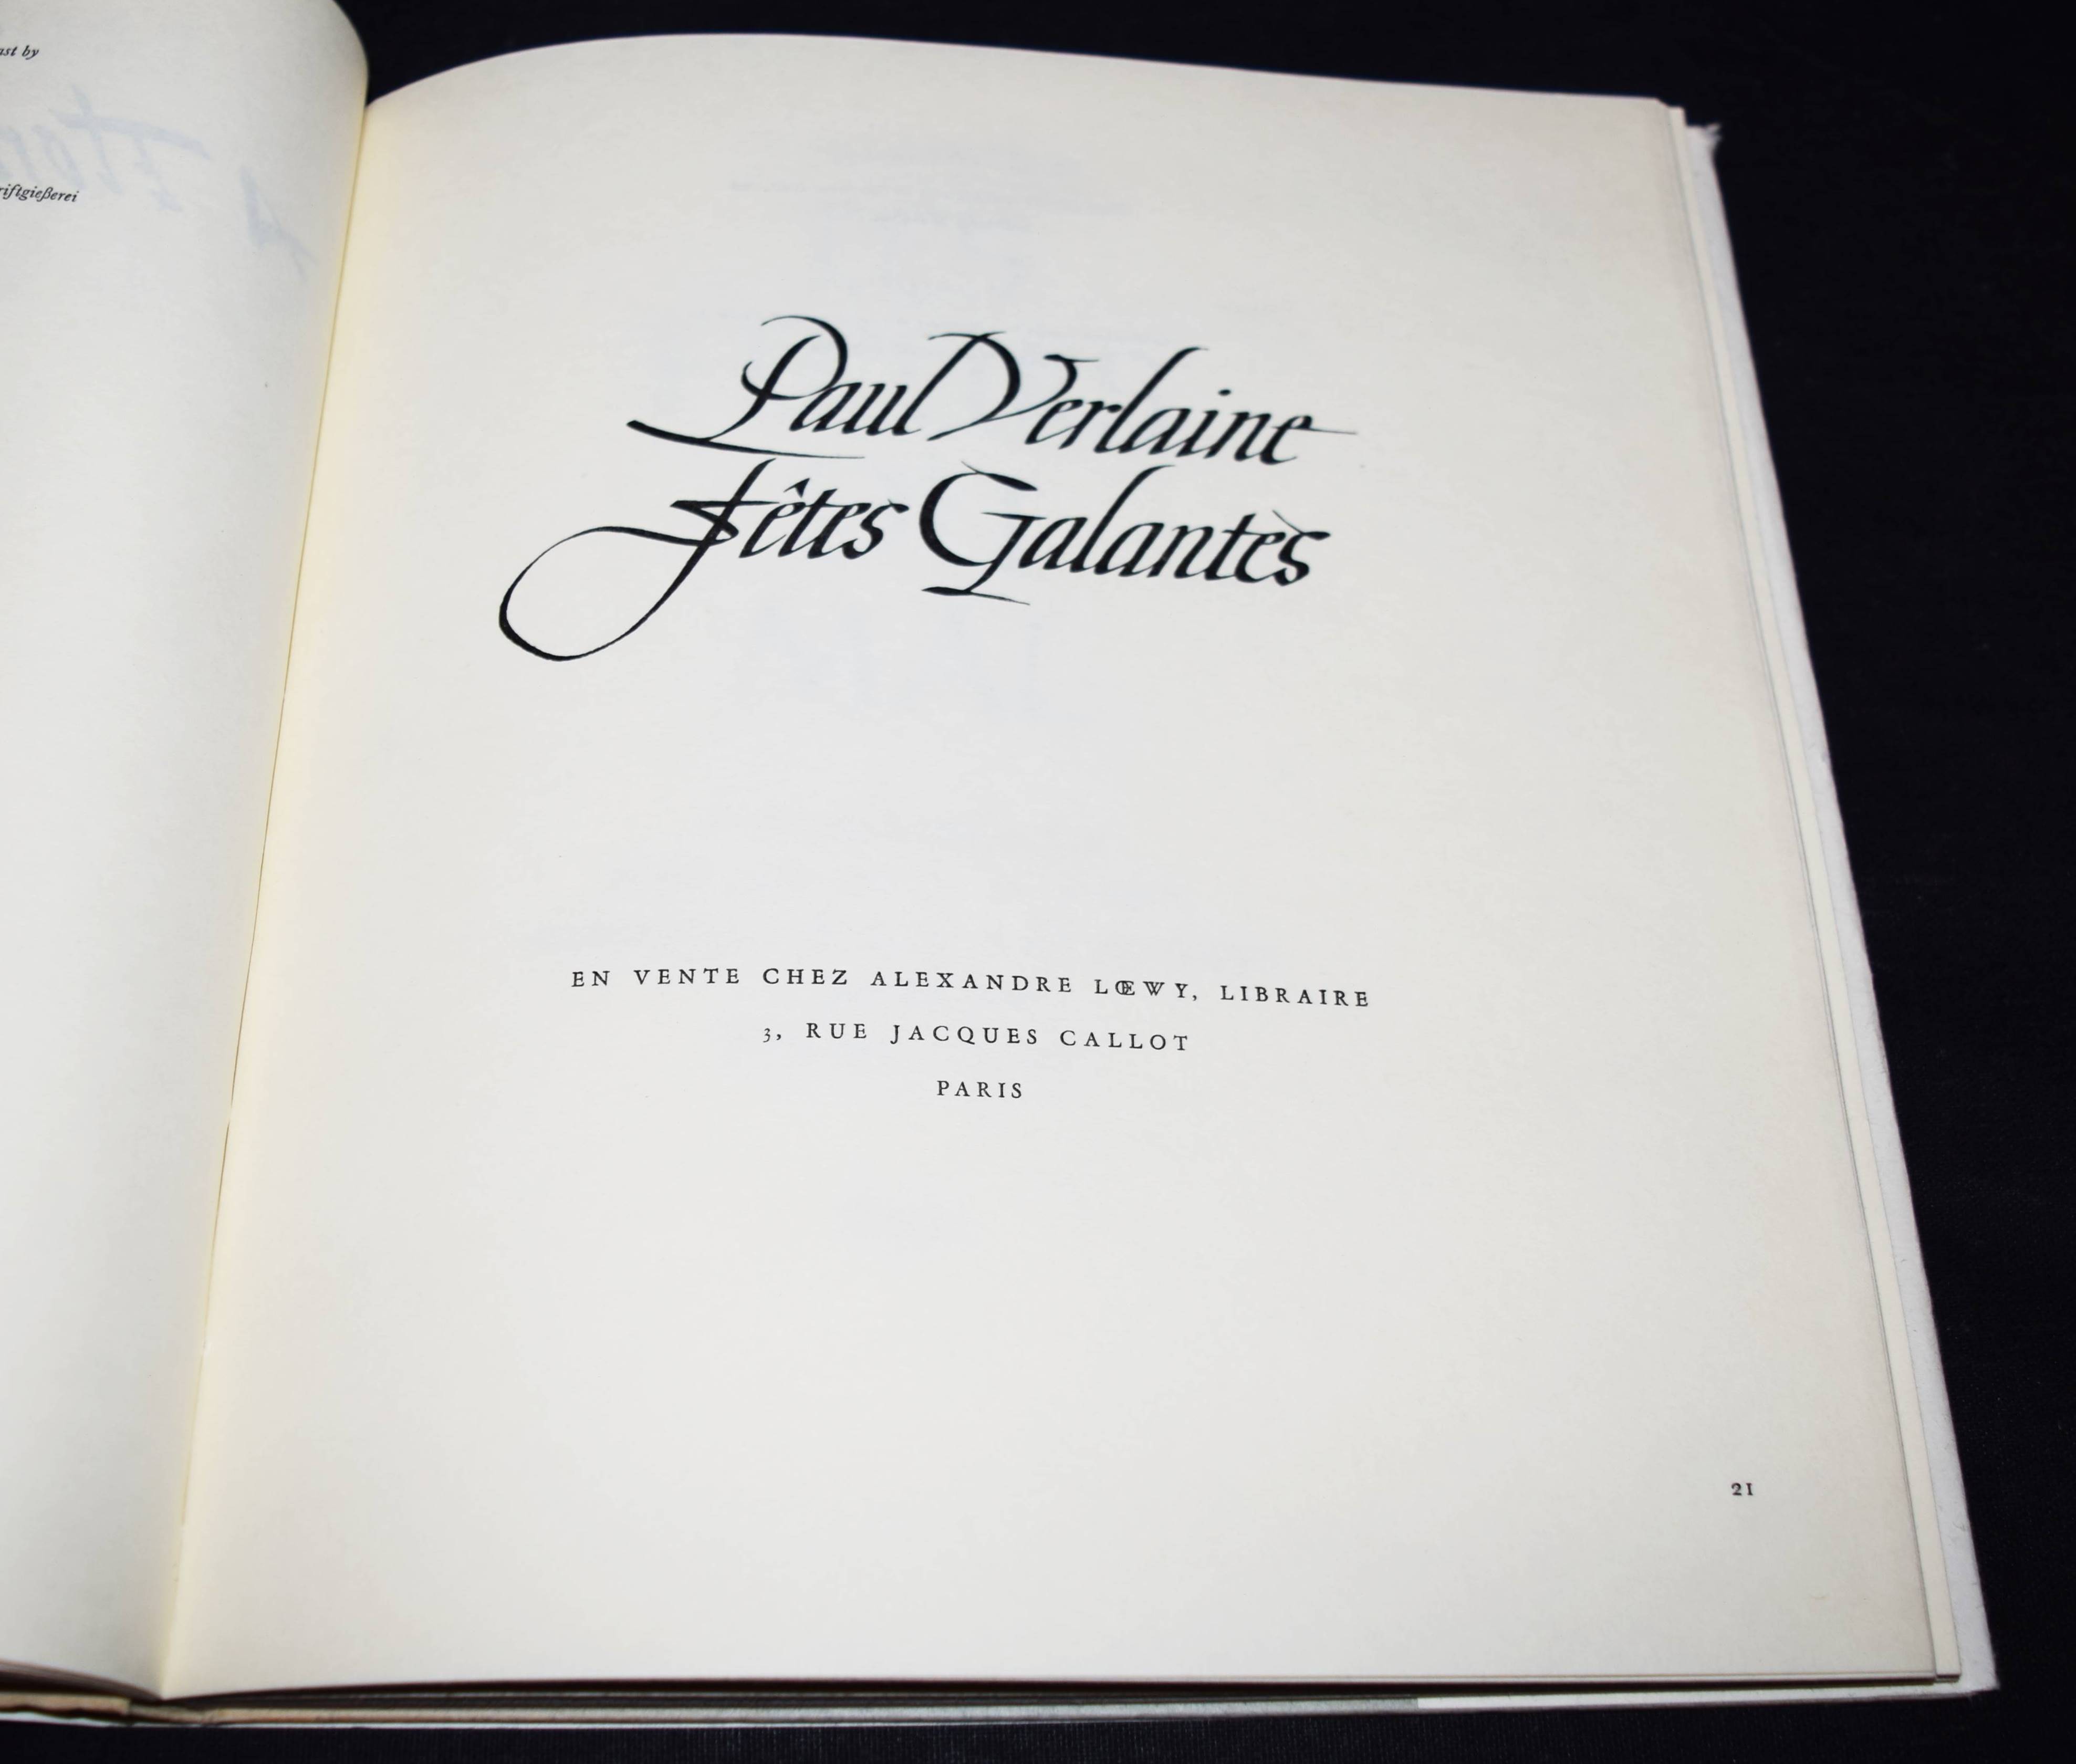 ast by
riftgießerei
Paul Verlaine
Fêtes Galantes
EN VENTE CHEZ ALEXANDRE LŒWY, LIBRAIRE
3, RUE JACQUES CALLOT
PARIS
21